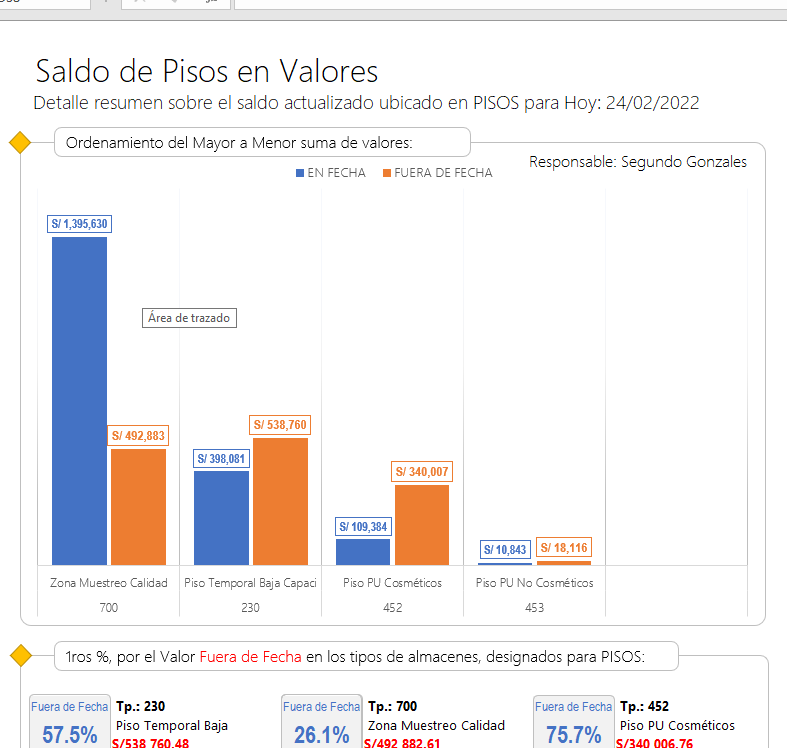 Saldo de Pisos en Valores
Detalle resumen sobre el saldo actualizado ubicado en PISOS para Hoy: 24/02/2022
Ordenamiento del Mayor a Menor suma de valores:
Responsable: Segundo Gonzales
EN FECHA FUERA DE FECHA
S/ 1,395,630
Área de trazado
S/ 492,883
S/ 398,081
S/ 538,760
S/ 109,384
S/ 340,007
S/ 10,843
S/ 18,116
Zona Muestreo Calidad Piso Temporal Baja Capaci Piso PU Cosméticos Piso PU No Cosméticos
700 230 452 453
1ros %, por el Valor Fuera de Fecha en los tipos de almacenes, designados para PISOS:
Fuera de Fecha Tp.: 230
57.5% Piso Temporal Baja
S/538 760.48
Fuera de Fecha Tp.: 700
26.1% Zona Muestreo Calidad
S/492 882.61
Fuera de Fecha Tp.: 452
75.7% Piso PU Cosméticos
S/340 006.76